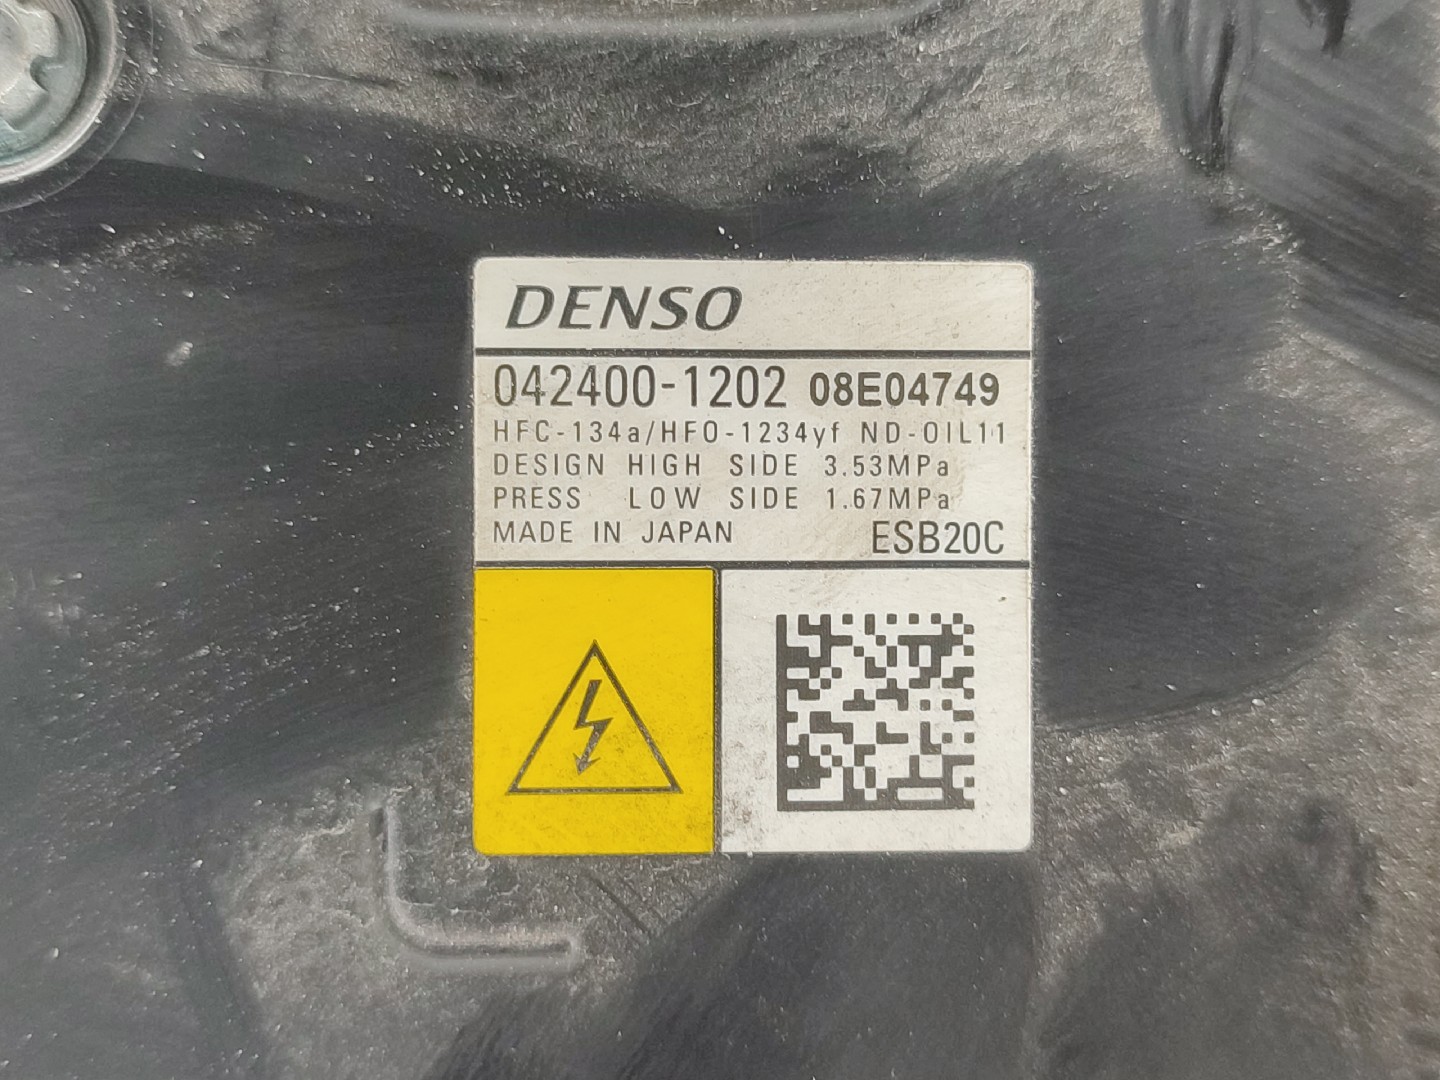 DENSO
042400-1202 08E04749
HFC-134a/HFO-1234yf ND-OIL11
DESIGN HIGH SIDE 3.53MPa
PRESS LOW SIDE 1.67MPa
MADE IN JAPAN ESB20C